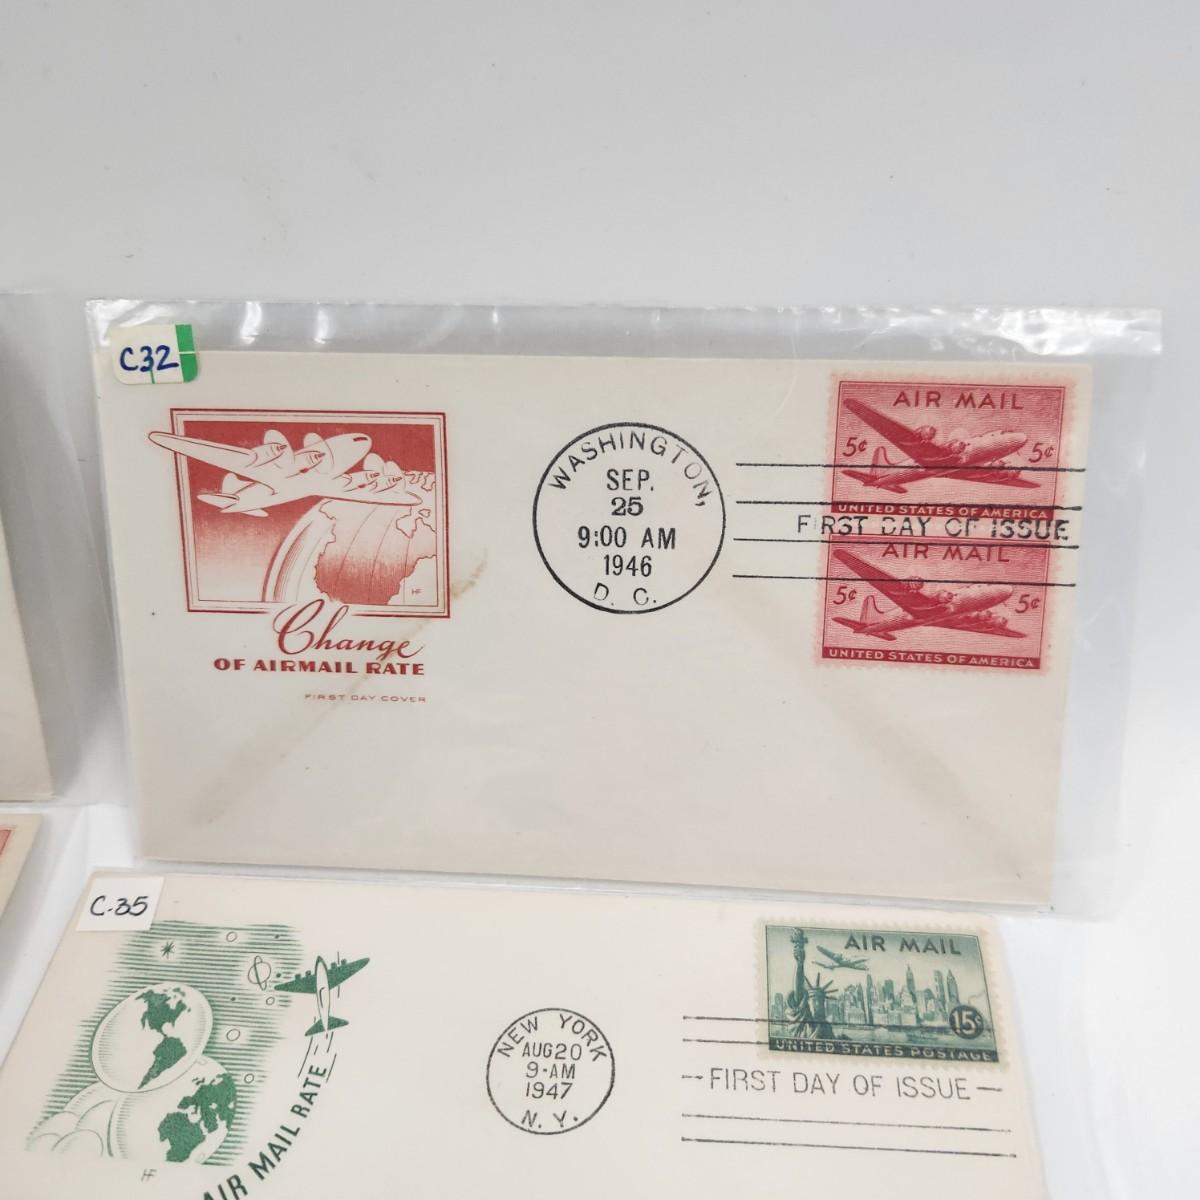 C32
HF
Change
OF AIRMAIL RATE
FIRST DAY COVER
WASHINGTON,
SEP.
25
9:00 AM
1946
D. C.
AIR MAIL
5¢ 5¢
UNITED STATES OF AMERICA
FIRST DAY OF ISSUE
AIR MAIL
5¢ 5¢
UNITED STATES OF AMERICA
C-35
HF
AIR MAIL RATE
NEW YORK
AUG 20
9-AM
1947
N. Y.
AIR MAIL
15¢
UNITED STATES POSTAGE
FIRST DAY OF ISSUE